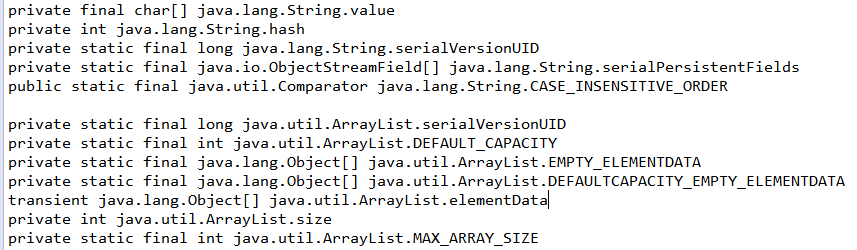 private final char[] java.lang.String.value
private int java.lang.String.hash
private static final long java.lang.String.serialVersionUID
private static final java.io.ObjectStreamField[] java.lang.String.serialPersistentFields
public static final java.util.Comparator java.lang.String.CASE_INSENSITIVE_ORDER

private static final long java.util.ArrayList.serialVersionUID
private static final int java.util.ArrayList.DEFAULT_CAPACITY
private static final java.lang.Object[] java.util.ArrayList.EMPTY_ELEMENTDATA
private static final java.lang.Object[] java.util.ArrayList.DEFAULTCAPACITY_EMPTY_ELEMENTDATA
transient java.lang.Object[] java.util.ArrayList.elementData
private int java.util.ArrayList.size
private static final int java.util.ArrayList.MAX_ARRAY_SIZE